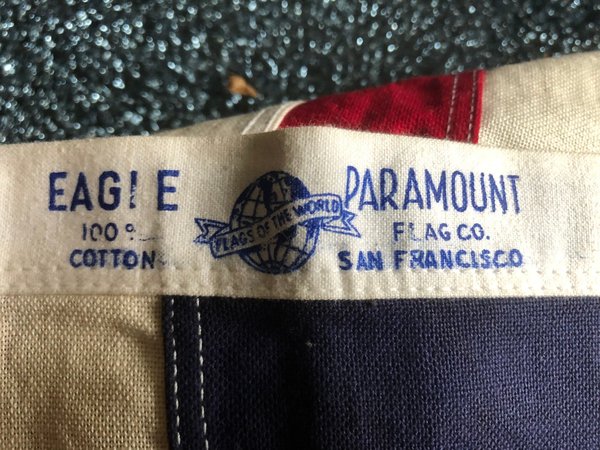 EAGLE
100%
COTTON
FLAGS OF THE WORLD
PARAMOUNT
FLAG CO.
SAN FRANCISCO